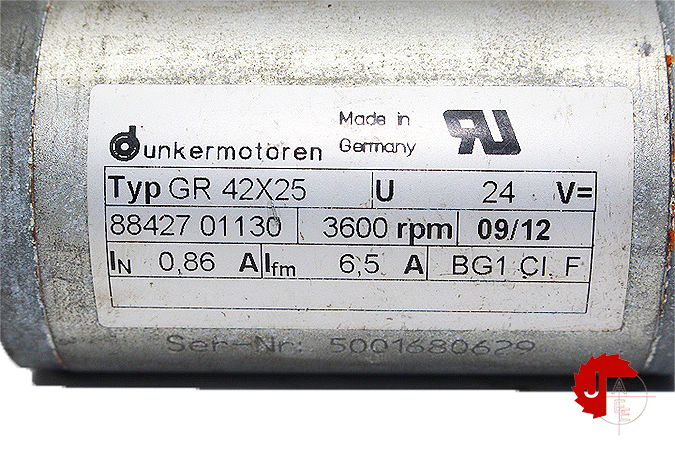 dunkermotoren
Made in
Germany
Typ GR 42X25 U 24 V=
88427 01130 3600 rpm 09/12
IN 0,86 A Ifm 6,5 A BG1 Cl. F
Ser-Nr: 5001680629